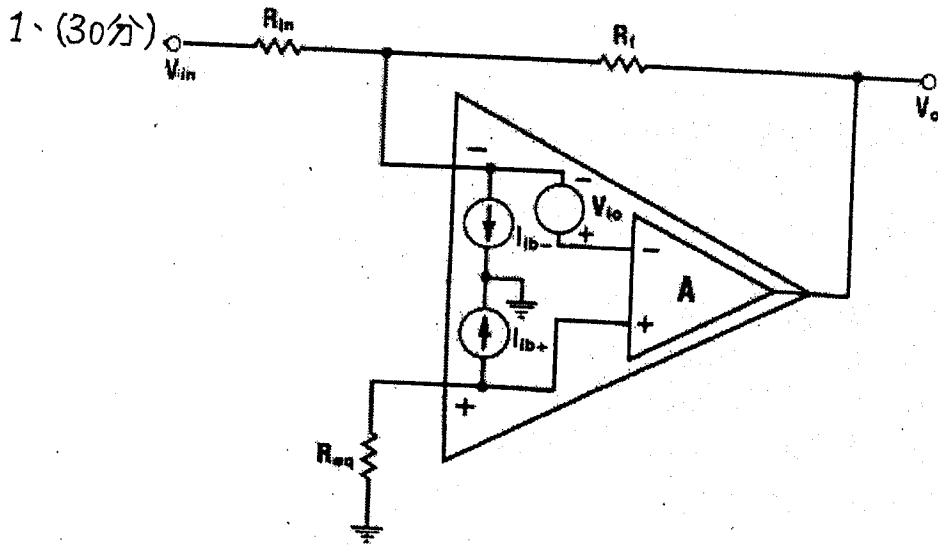 1、(30分)
Rin
Rf
Vin
Vo
−
−
Vio
+
Iib−
−
A
+
Iib+
+
Req